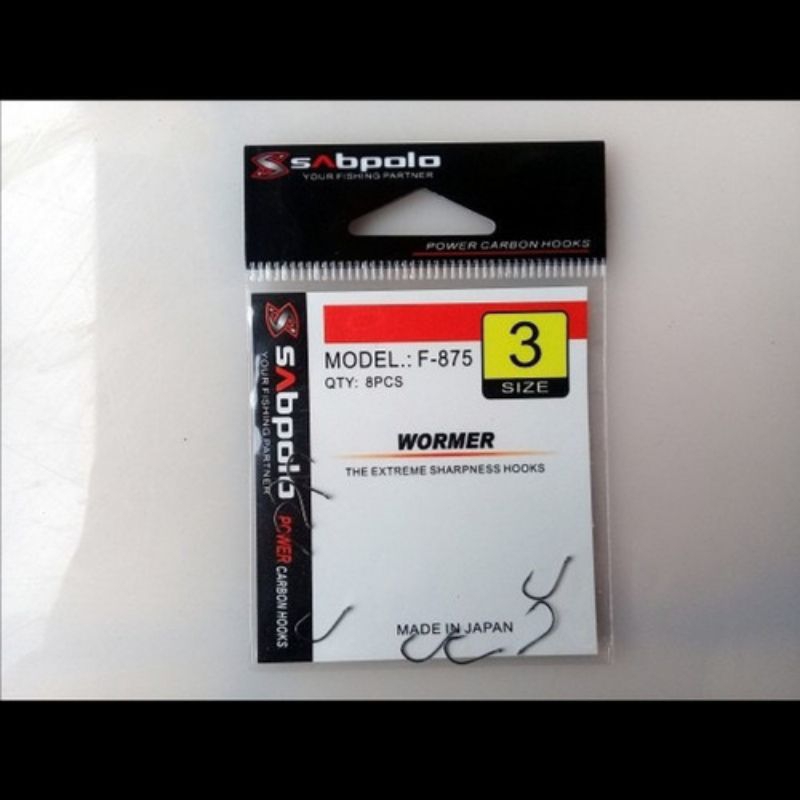 sAbpolo
YOUR FISHING PARTNER
POWER CARBON HOOKS
sAbpolo
YOUR FISHING PARTNER
POWER CARBON HOOKS
MODEL.: F-875
QTY: 8PCS
3
SIZE
WORMER
THE EXTREME SHARPNESS HOOKS
MADE IN JAPAN